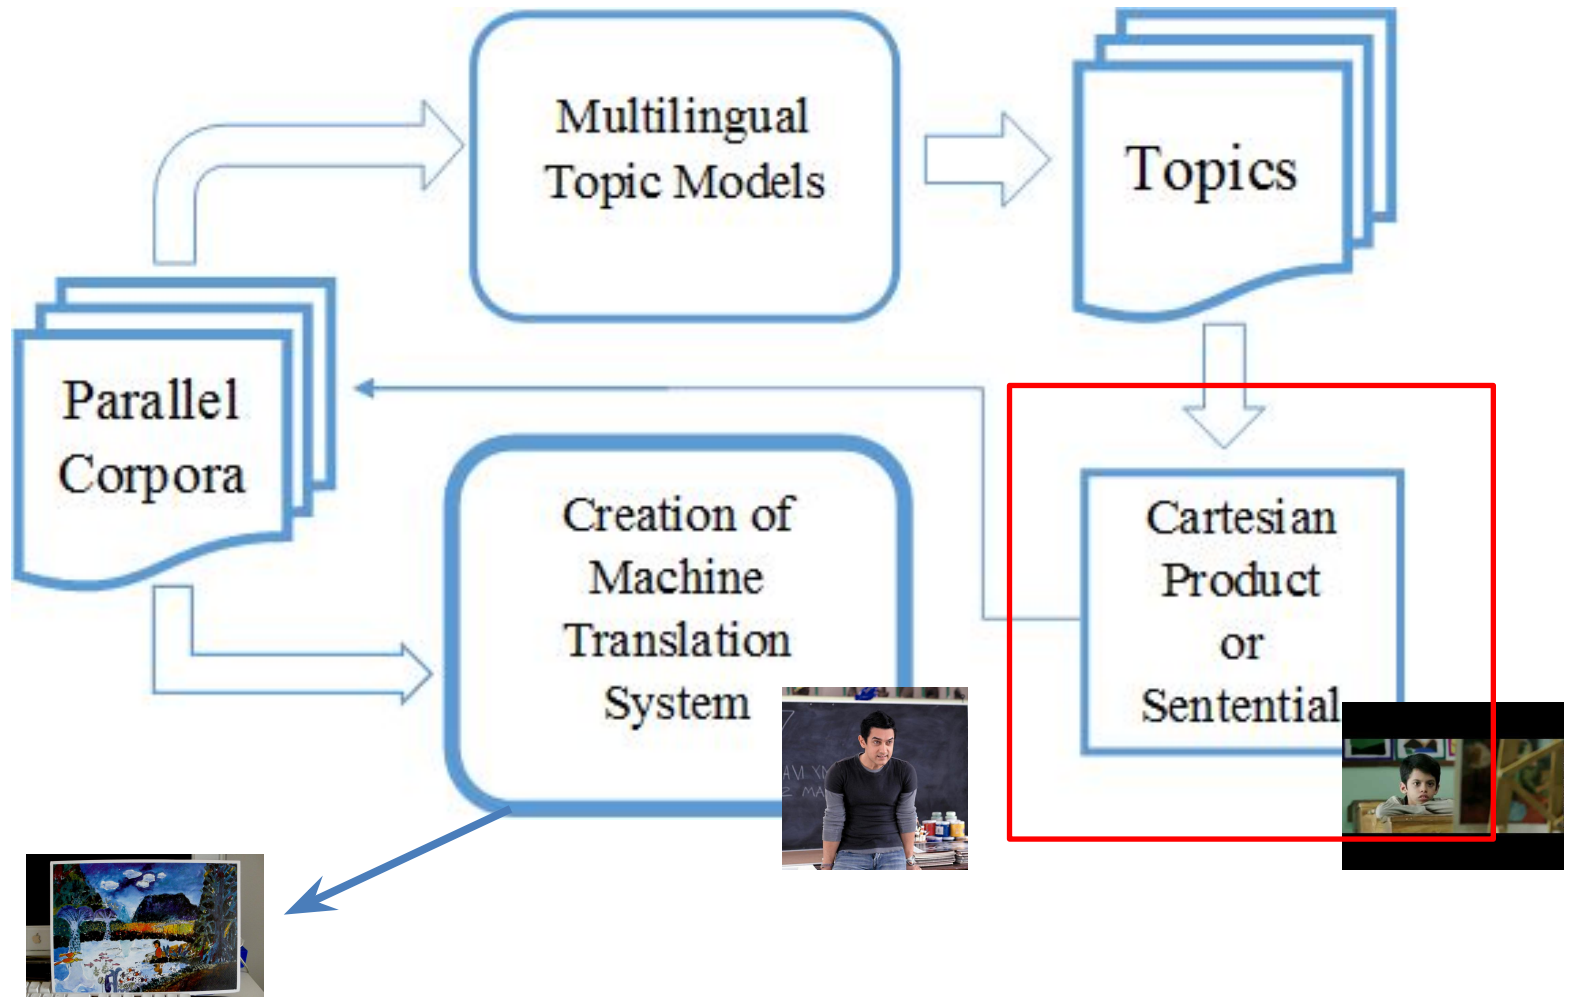 Multilingual
Topic Models
Topics
Parallel
Corpora
Creation of
Machine
Translation
System
Cartesian
Product
or
Sentential